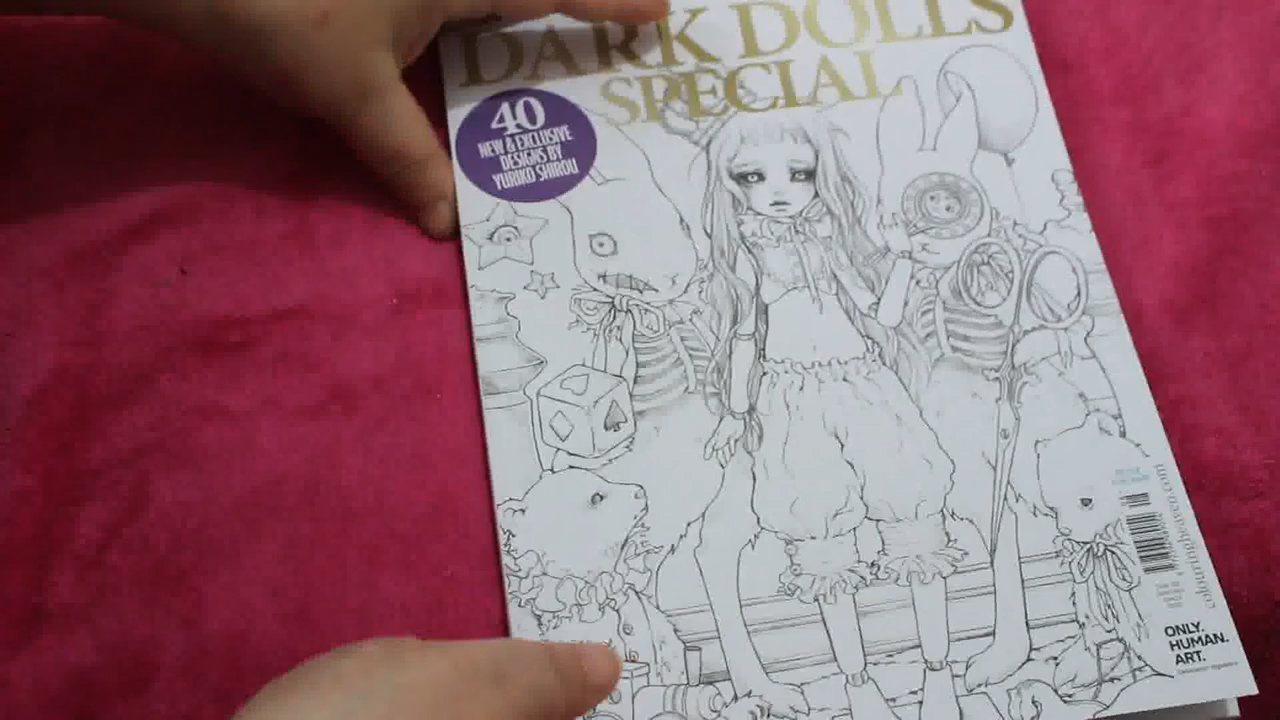 DARK DOLLS
SPECIAL
40
NEW & EXCLUSIVE
DESIGNS BY
YURIKO SHIROU
colouringheaven.com
ONLY.
HUMAN.
ART.